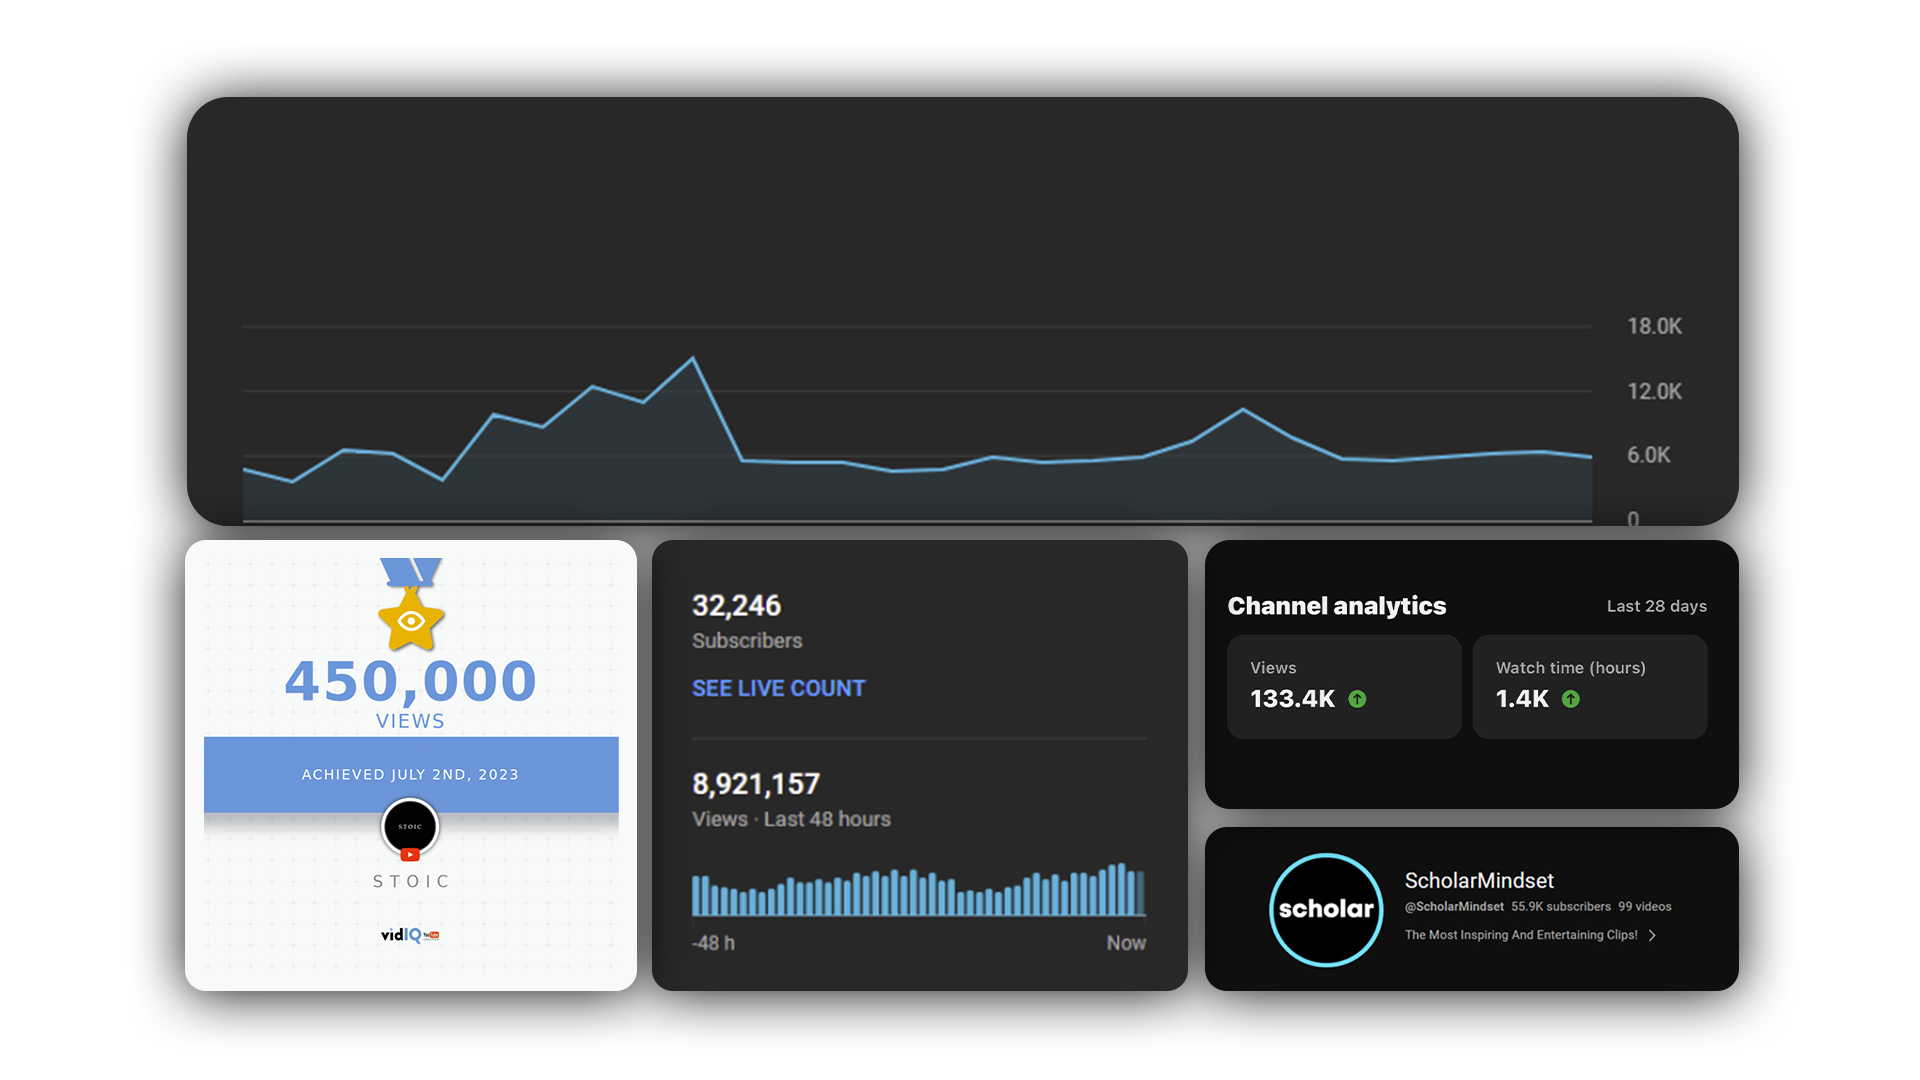 18.0K
12.0K
6.0K
0
450,000
VIEWS
ACHIEVED JULY 2ND, 2023
STOIC
STOIC
vidIQ
32,246
Subscribers
SEE LIVE COUNT
8,921,157
Views · Last 48 hours
-48 h
Now
Channel analytics
Last 28 days
Views
133.4K
Watch time (hours)
1.4K
scholar
ScholarMindset
@ScholarMindset 55.9K subscribers 99 videos
The Most Inspiring And Entertaining Clips!